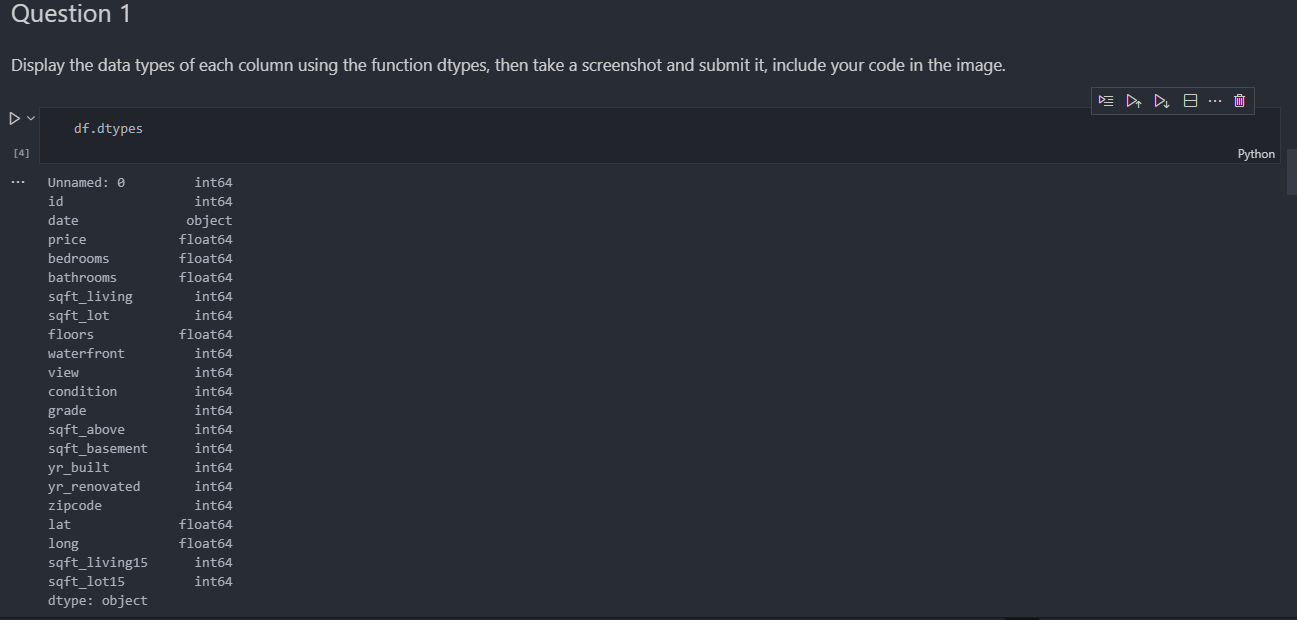 Question 1
Display the data types of each column using the function dtypes, then take a screenshot and submit it, include your code in the image.
df.dtypes
[4]
Python
Unnamed: 0 int64
id int64
date object
price float64
bedrooms float64
bathrooms float64
sqft_living int64
sqft_lot int64
floors float64
waterfront int64
view int64
condition int64
grade int64
sqft_above int64
sqft_basement int64
yr_built int64
yr_renovated int64
zipcode int64
lat float64
long float64
sqft_living15 int64
sqft_lot15 int64
dtype: object